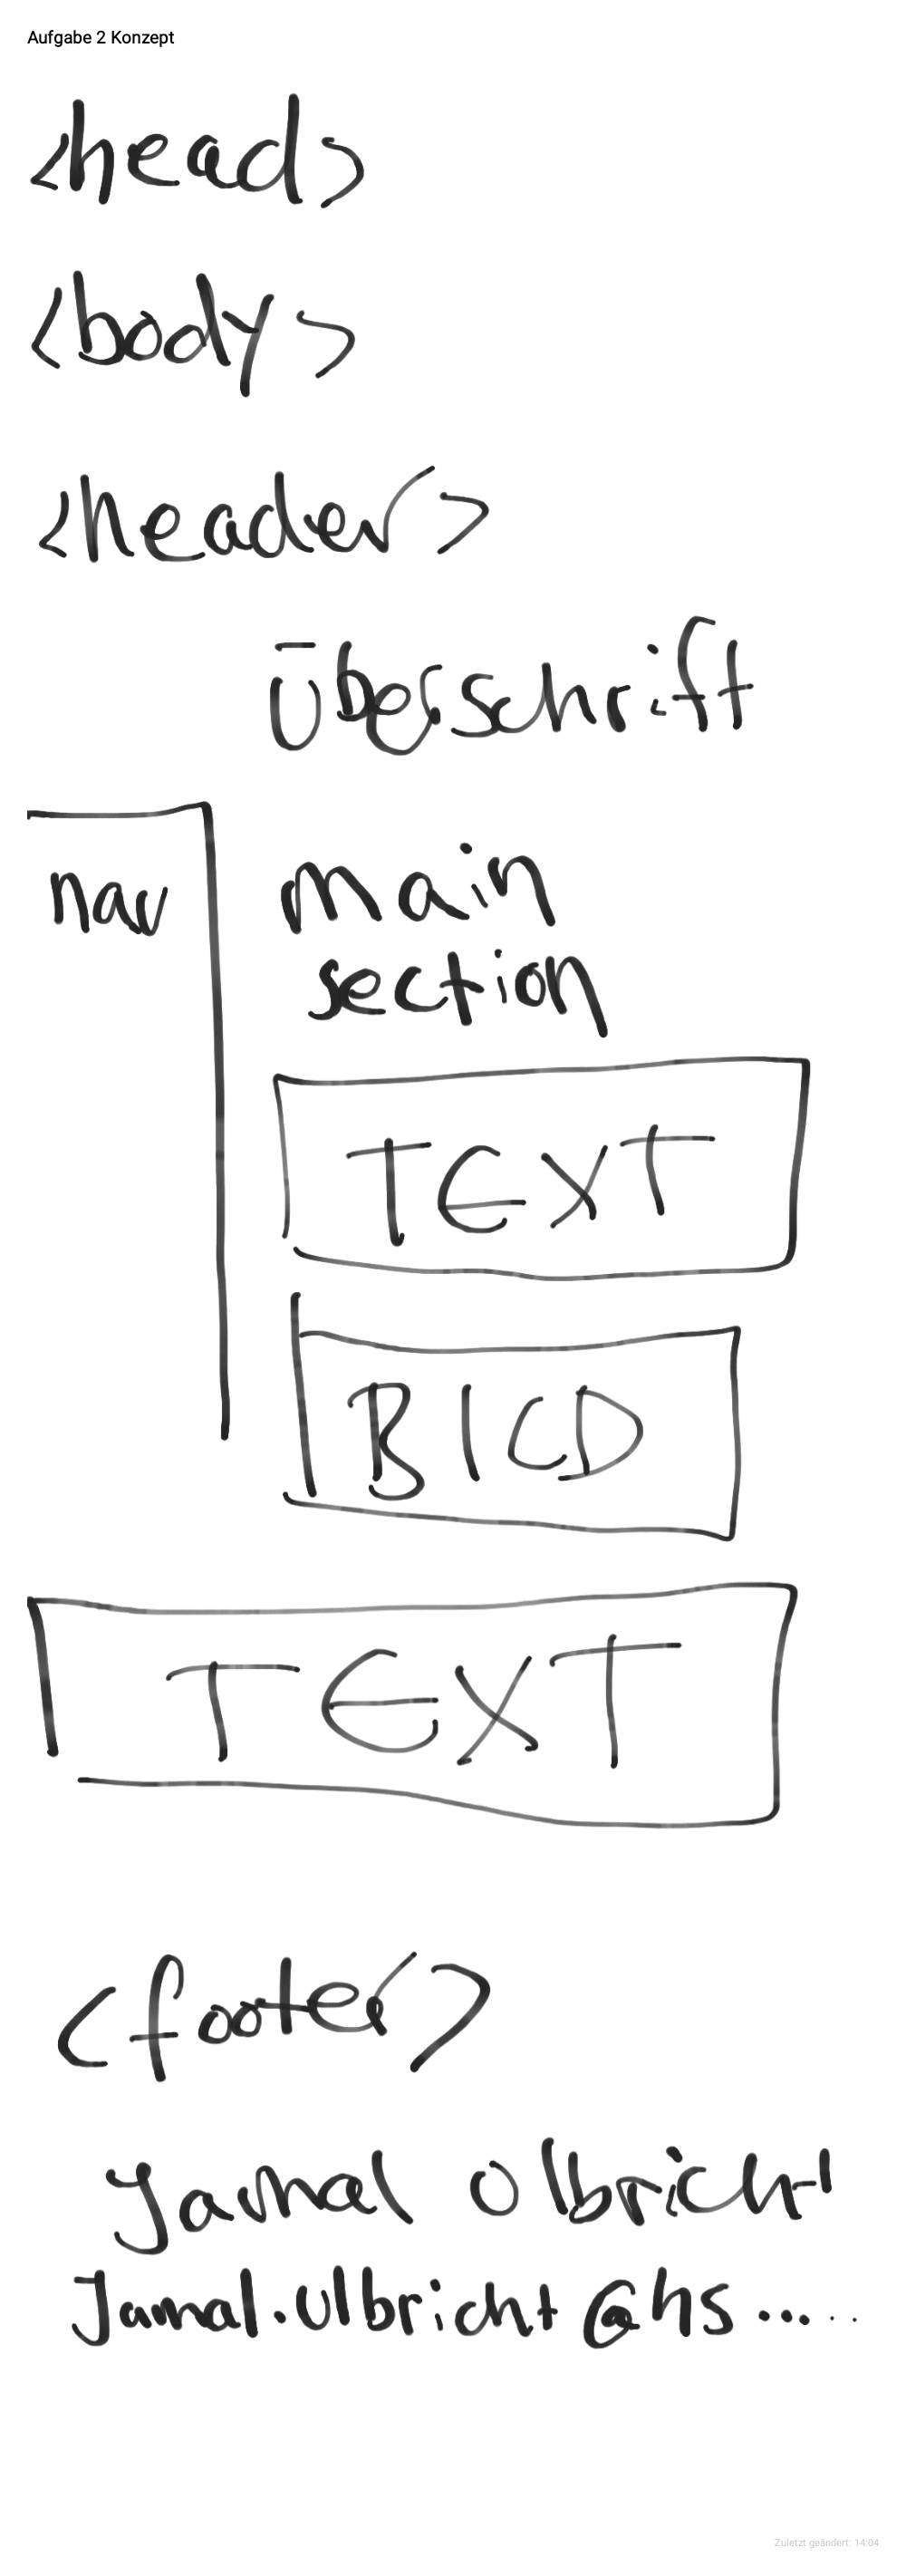 Aufgabe 2 Konzept
<head>
<body>
<header>
Überschrift
nav
main
section
TEXT
BILD
TEXT
<footer>
Jamal Ulbricht
Jamal.Ulbricht@hs.....
Zuletzt geändert: 14:04